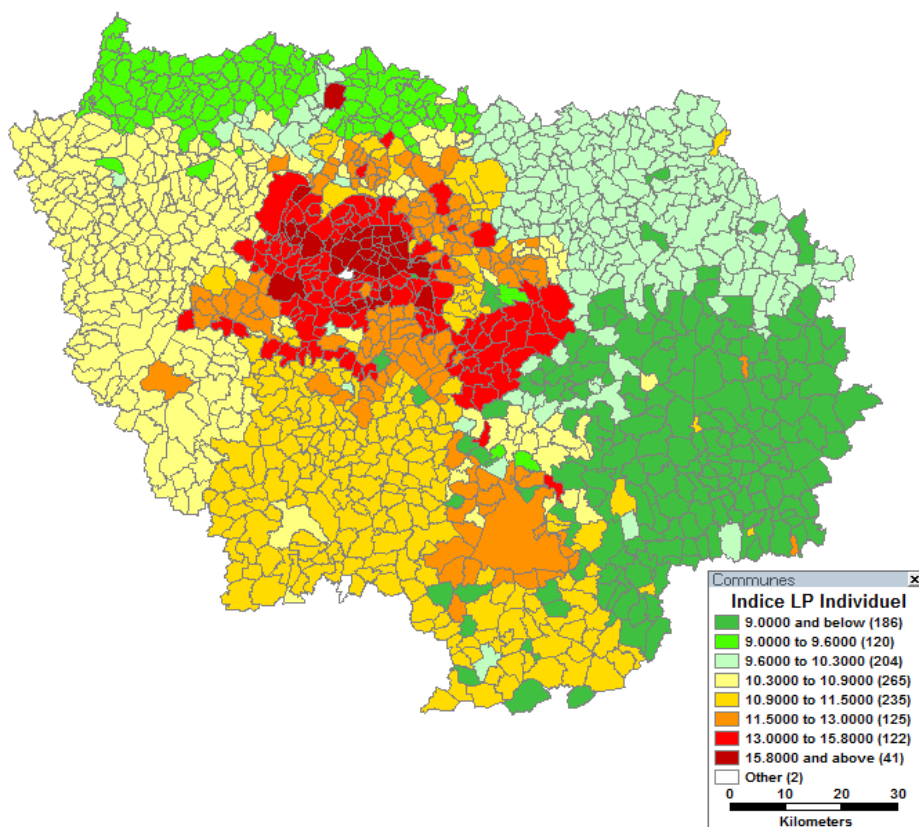 Communes
Indice LP Individuel
9.0000 and below (186)
9.0000 to 9.6000 (120)
9.6000 to 10.3000 (204)
10.3000 to 10.9000 (265)
10.9000 to 11.5000 (235)
11.5000 to 13.0000 (125)
13.0000 to 15.8000 (122)
15.8000 and above (41)
Other (2)
0 10 20 30
Kilometers